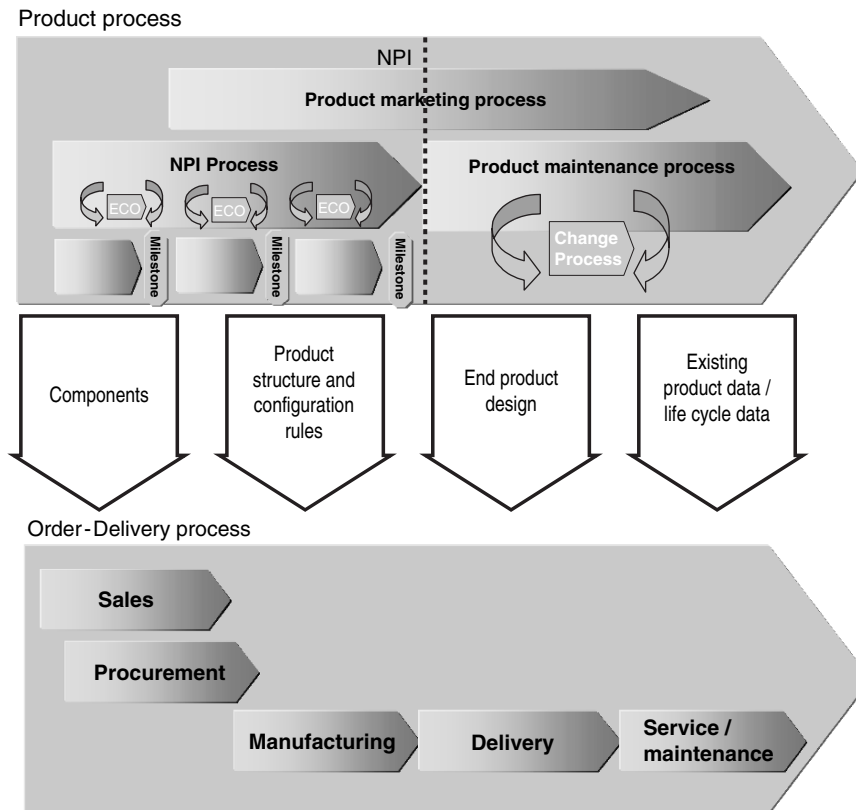 Product process
NPI
Product marketing process
NPI Process
Product maintenance process
ECO
ECO
ECO
Change
Process
Milestone
Milestone
Milestone
Components
Product
structure and
configuration
rules
End product
design
Existing
product data /
life cycle data
Order-Delivery process
Sales
Procurement
Manufacturing
Delivery
Service /
maintenance